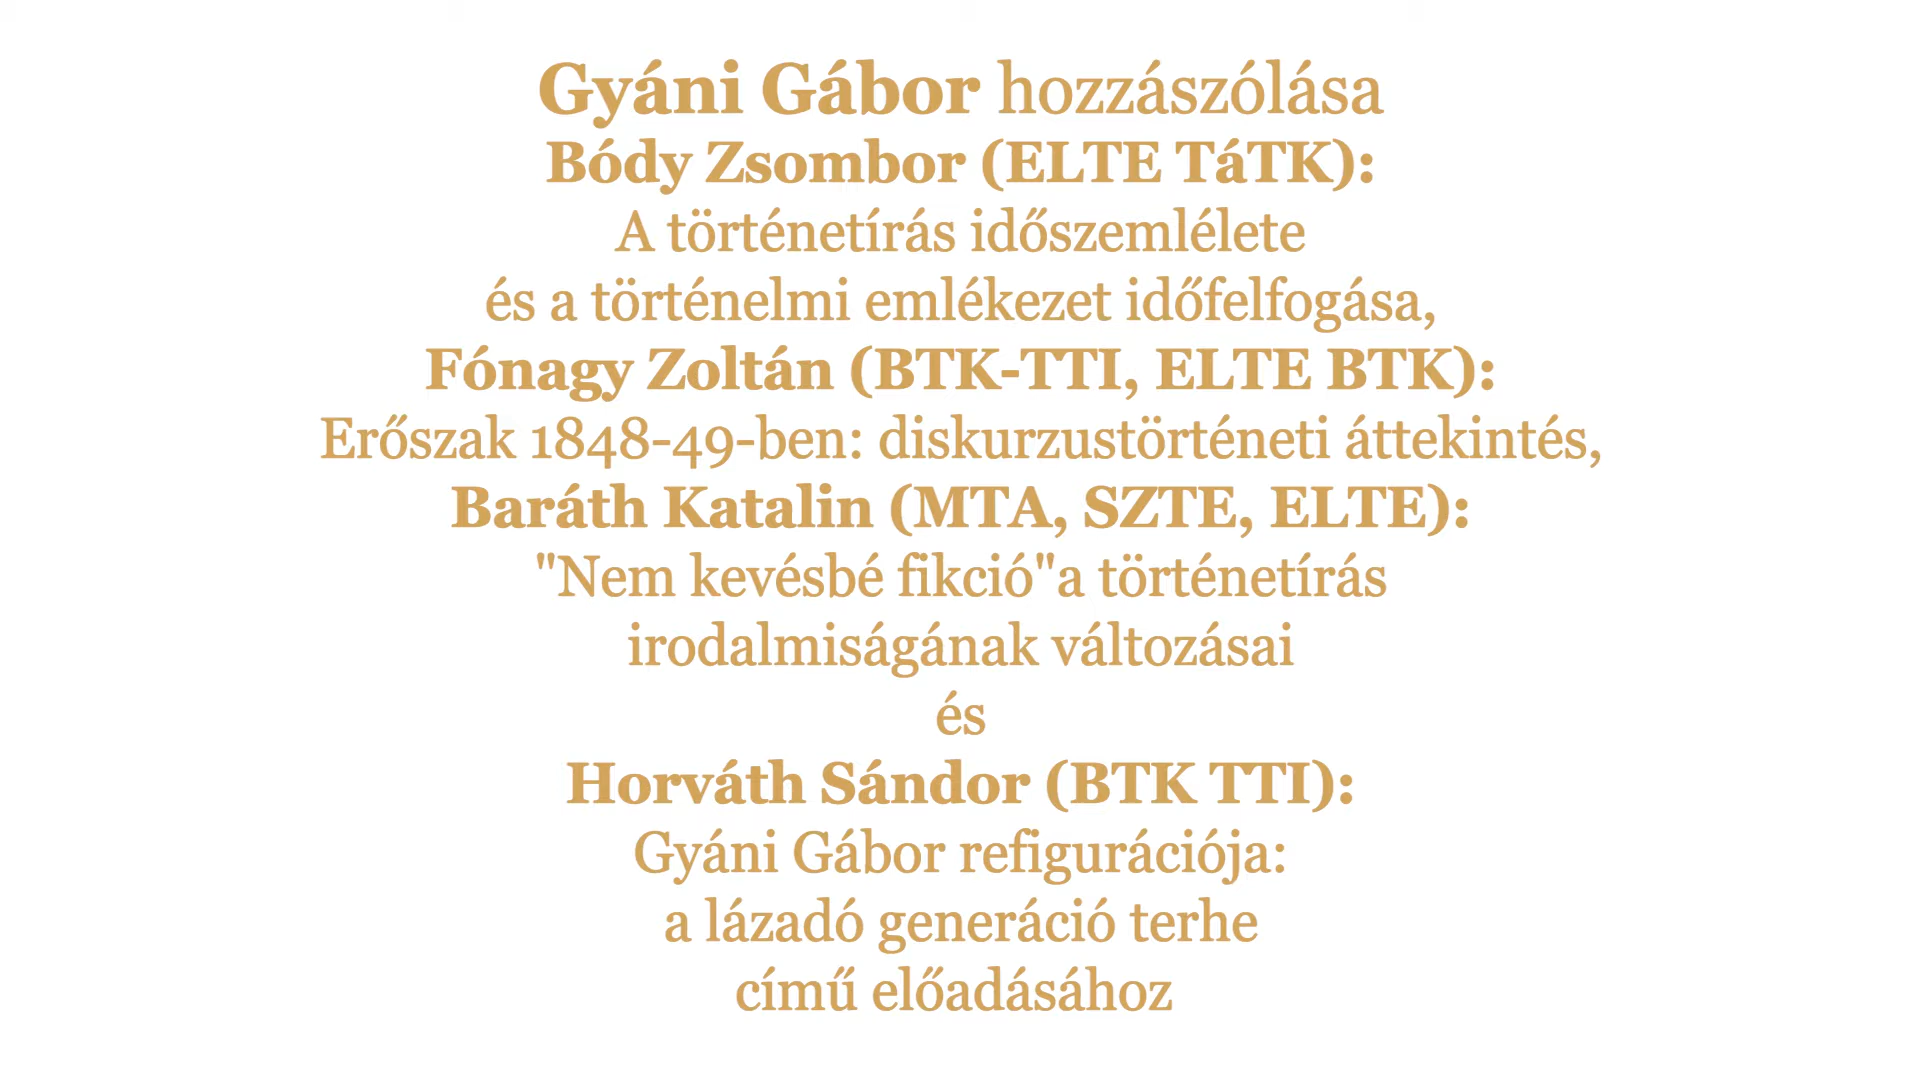 Gyáni Gábor hozzászólása
Bódy Zsombor (ELTE TáTK):
A történetírás időszemlélete
és a történelmi emlékezet időfelfogása,
Fónagy Zoltán (BTK-TTI, ELTE BTK):
Erőszak 1848-49-ben: diskurzustörténeti áttekintés,
Baráth Katalin (MTA, SZTE, ELTE):
"Nem kevésbé fikció"a történetírás
irodalmiságának változásai
és
Horváth Sándor (BTK TTI):
Gyáni Gábor refigurációja:
a lázadó generáció terhe
című előadásához